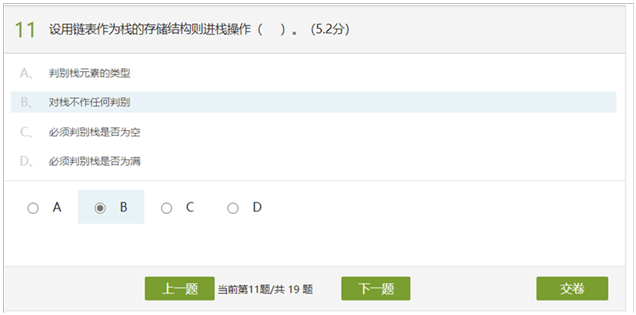 11 设用链表作为栈的存储结构则进栈操作（ ）。（5.2分）
A、 判别栈元素的类型
B、 对栈不作任何判别
C、 必须判别栈是否为空
D、 必须判别栈是否为满
A B C D
上一题 当前第11题/共 19 题 下一题 交卷